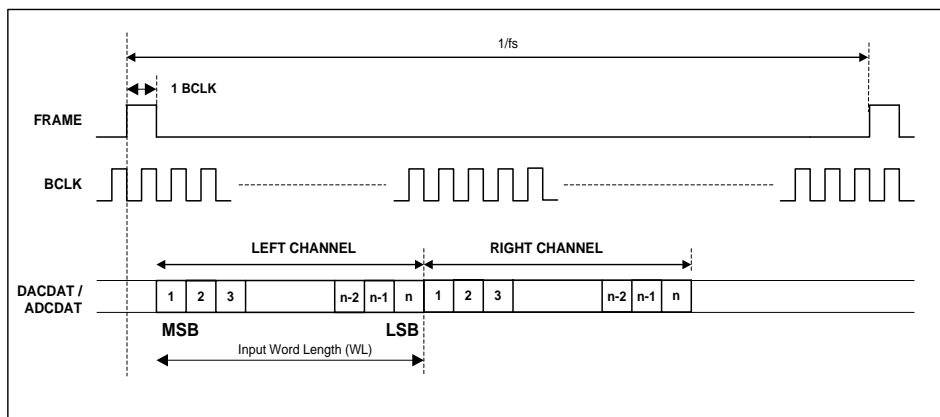 1/fs
1 BCLK
FRAME
BCLK
LEFT CHANNEL RIGHT CHANNEL
DACDAT /
ADCDAT
1 2 3 n-2 n-1 n 1 2 3 n-2 n-1 n
MSB LSB
Input Word Length (WL)